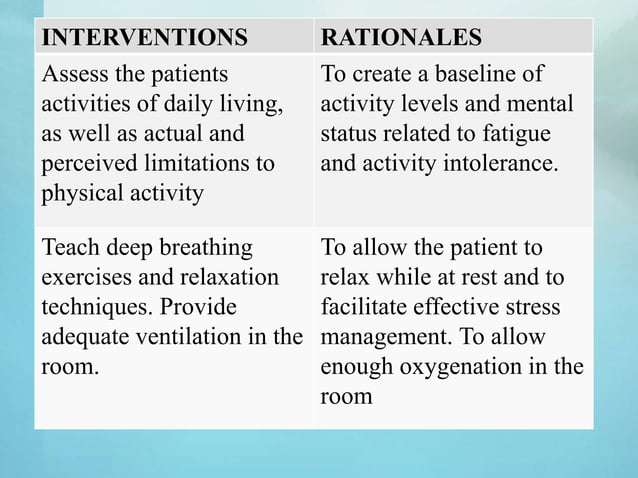 INTERVENTIONS
RATIONALES
Assess the patients
activities of daily living,
as well as actual and
perceived limitations to
physical activity
To create a baseline of
activity levels and mental
status related to fatigue
and activity intolerance.
Teach deep breathing
exercises and relaxation
techniques. Provide
adequate ventilation in the
room.
To allow the patient to
relax while at rest and to
facilitate effective stress
management. To allow
enough oxygenation in the
room